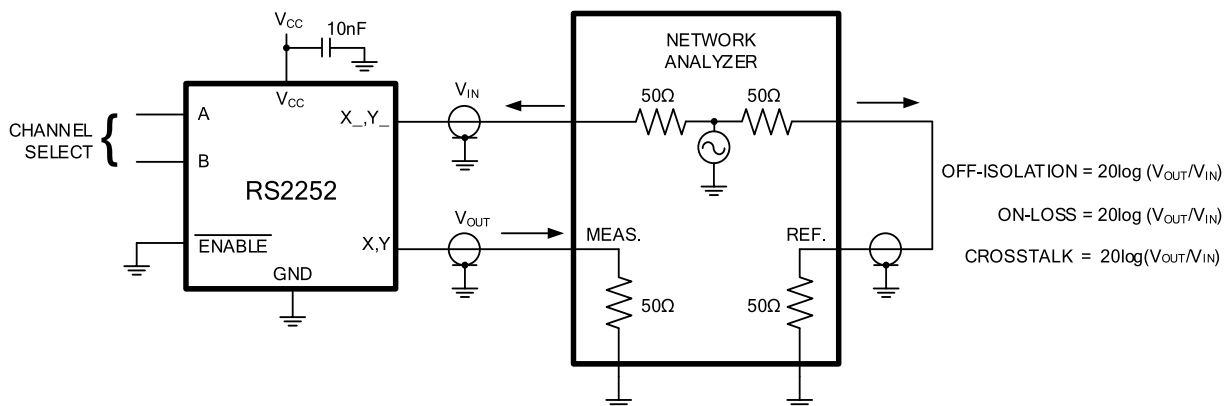 VCC
10nF
VCC
A
B
CHANNEL
SELECT
RS2252
ENABLE
GND
X_,Y_
X,Y
VIN
VOUT
NETWORK
ANALYZER
50Ω
50Ω
MEAS.
REF.
50Ω
50Ω
OFF-ISOLATION = 20log (VOUT/VIN)
ON-LOSS = 20log (VOUT/VIN)
CROSSTALK = 20log(VOUT/VIN)